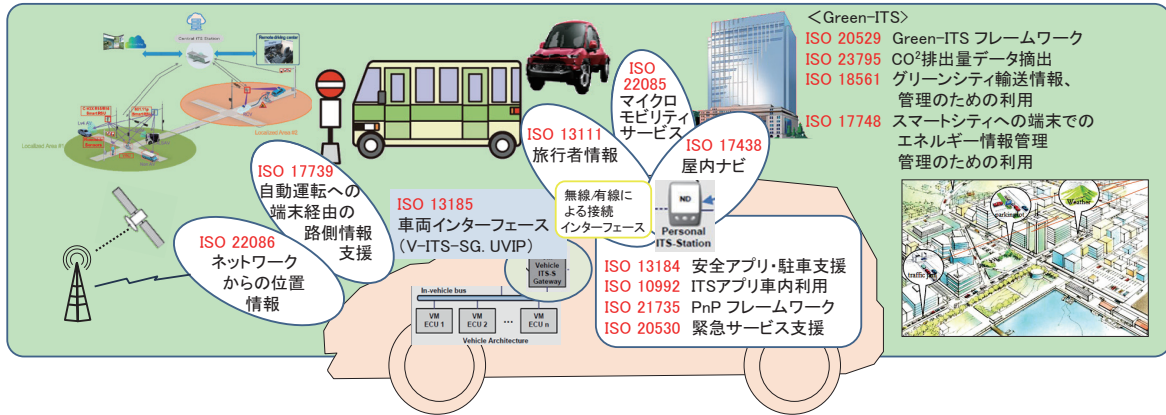 Central ITS Station
Remote driving center
Localized Area #2
Localized Area #1
ISO 17739
自動運転への
端末経由の
路側情報
支援
ISO 22086
ネットワーク
からの位置
情報
ISO 13185
車両インターフェース
(V-ITS-SG. UVIP)
Vehicle
ITS-S
Gateway
In-vehicle bus
VM
ECU 1
VM
ECU 2
...
VM
ECU n
Vehicle Architecture
ISO 13111
旅行者情報
ISO
22085
マイクロ
モビリティ
サービス
ISO 17438
屋内ナビ
無線/有線に
よる接続
インターフェース
ND
Personal
ITS-Station
ISO 13184 安全アプリ・駐車支援
ISO 10992 ITSアプリ車内利用
ISO 21735 PnP フレームワーク
ISO 20530 緊急サービス支援
<Green-ITS>
ISO 20529 Green-ITS フレームワーク
ISO 23795 CO²排出量データ摘出
ISO 18561 グリーンシティ輸送情報、
管理のための利用
ISO 17748 スマートシティへの端末での
エネルギー情報管理
管理のための利用
parkinglot
Weather